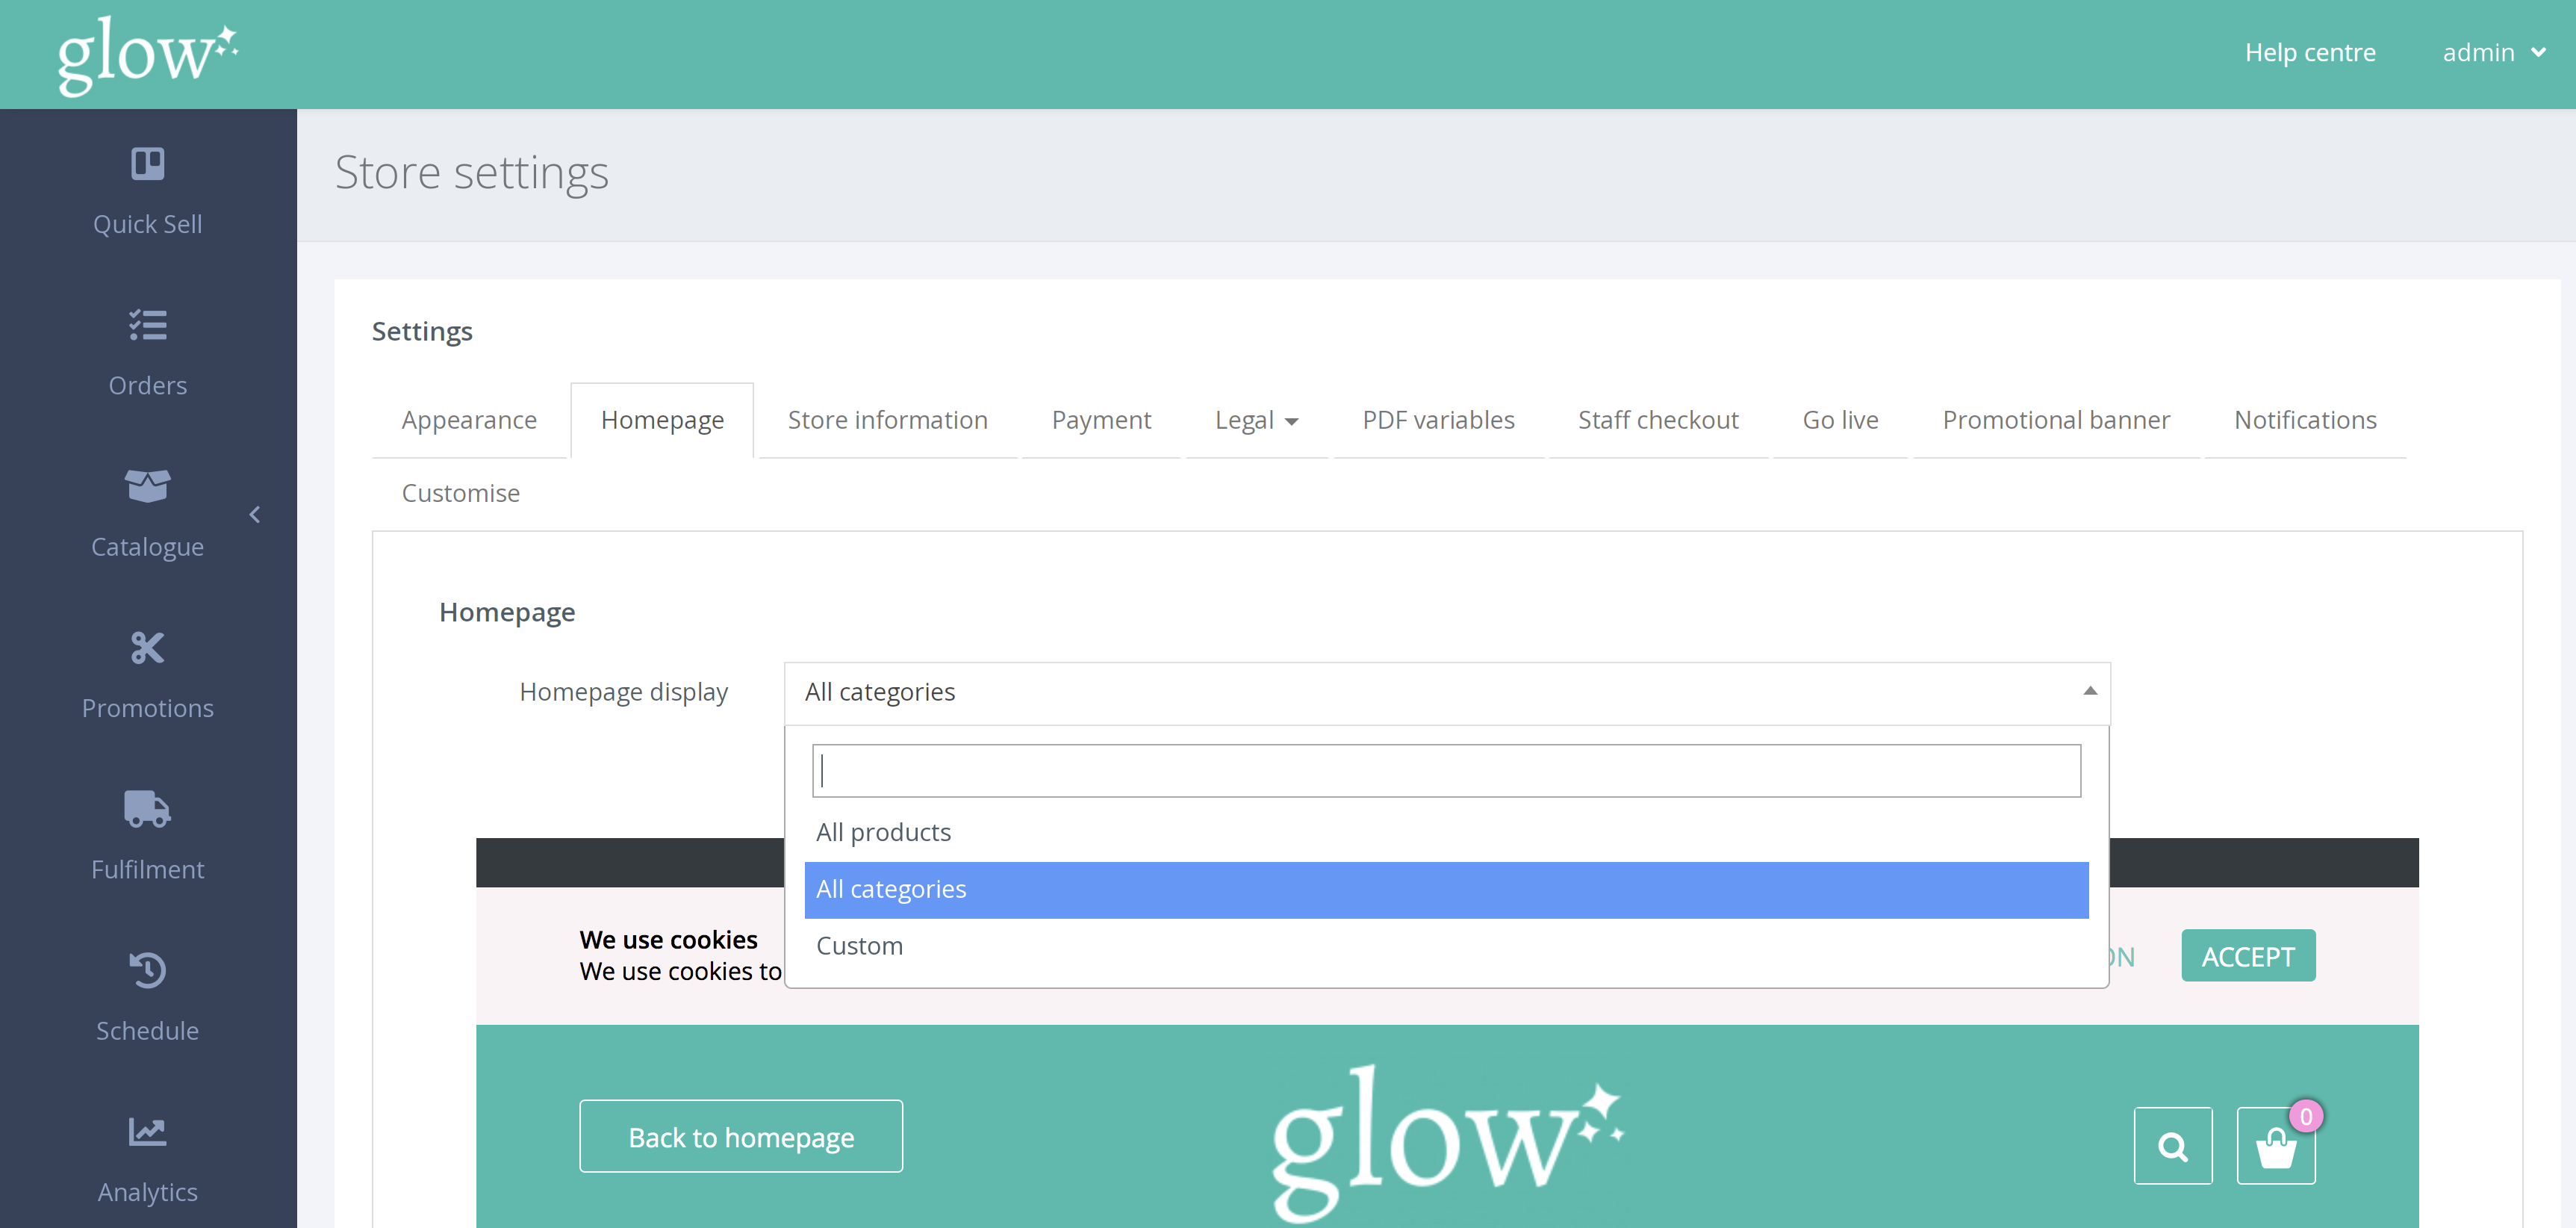 glow
Help centre
admin
Quick Sell
Orders
Catalogue
Promotions
Fulfilment
Schedule
Analytics
Store settings
Settings
Appearance
Homepage
Store information
Payment
Legal
PDF variables
Staff checkout
Go live
Promotional banner
Notifications
Customise
Homepage
Homepage display
All categories
All products
All categories
Custom
We use cookies
We use cookies to
ACCEPT
Back to homepage
glow
0